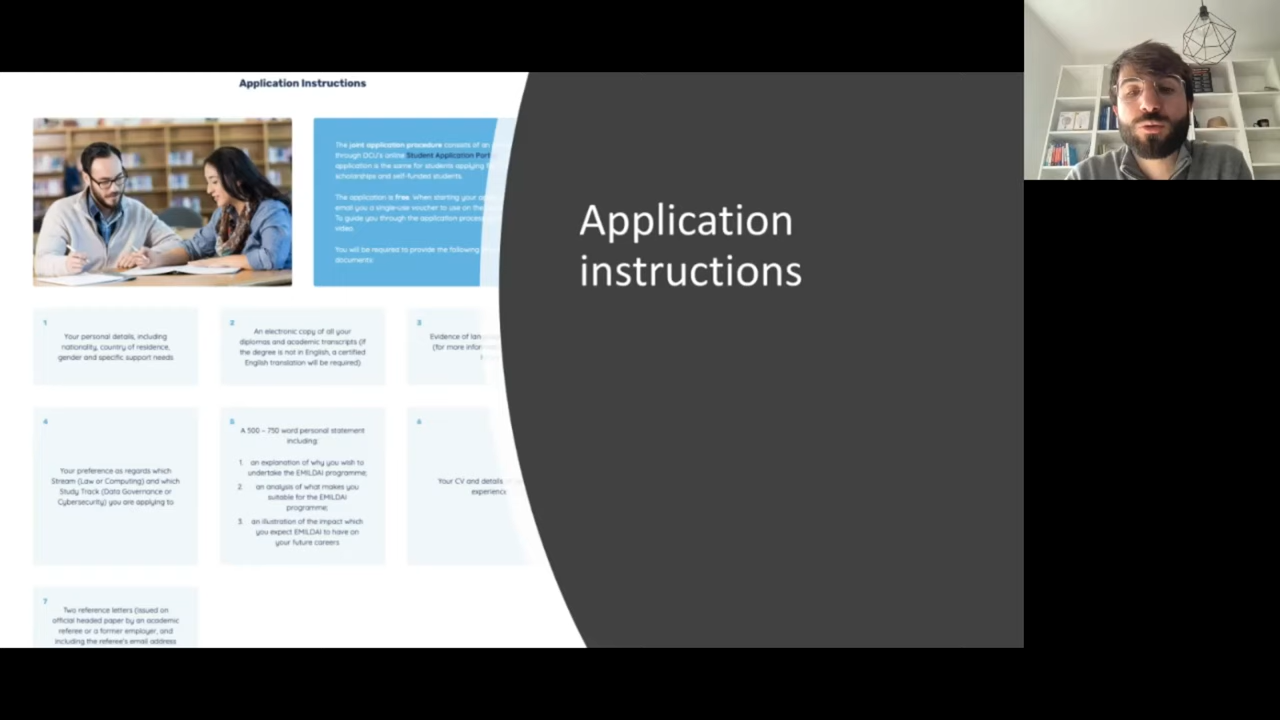 Application Instructions
The joint application procedure consists of an
through DCU's online Student Application Port
application is the same for students applying
scholarships and self-funded students.
The application is free. When starting your
email you a single-use voucher to use on the
To guide you through the application process
video.
You will be required to provide the following
documents:
Application
instructions
1
Your personal details, including
nationality, country of residence,
gender and specific support needs
2
An electronic copy of all your
diplomas and academic transcripts (if
the degree is not in English, a certified
English translation will be required)
3
Evidence of
(for more
4
Your preference as regards which
Stream (Law or Computing) and which
Study Track (Data Governance or
Cybersecurity) you are applying to
5
A 500 – 750 word personal statement
including:
1. an explanation of why you wish to
undertake the EMILDAI programme;
2. an analysis of what makes you
suitable for the EMILDAI
programme;
3. an illustration of the impact which
you expect EMILDAI to have on
your future careers
6
Your CV and details
experience
7
Two reference letters (issued on
official headed paper by an academic
referee or a former employer, and
including the referee's email address